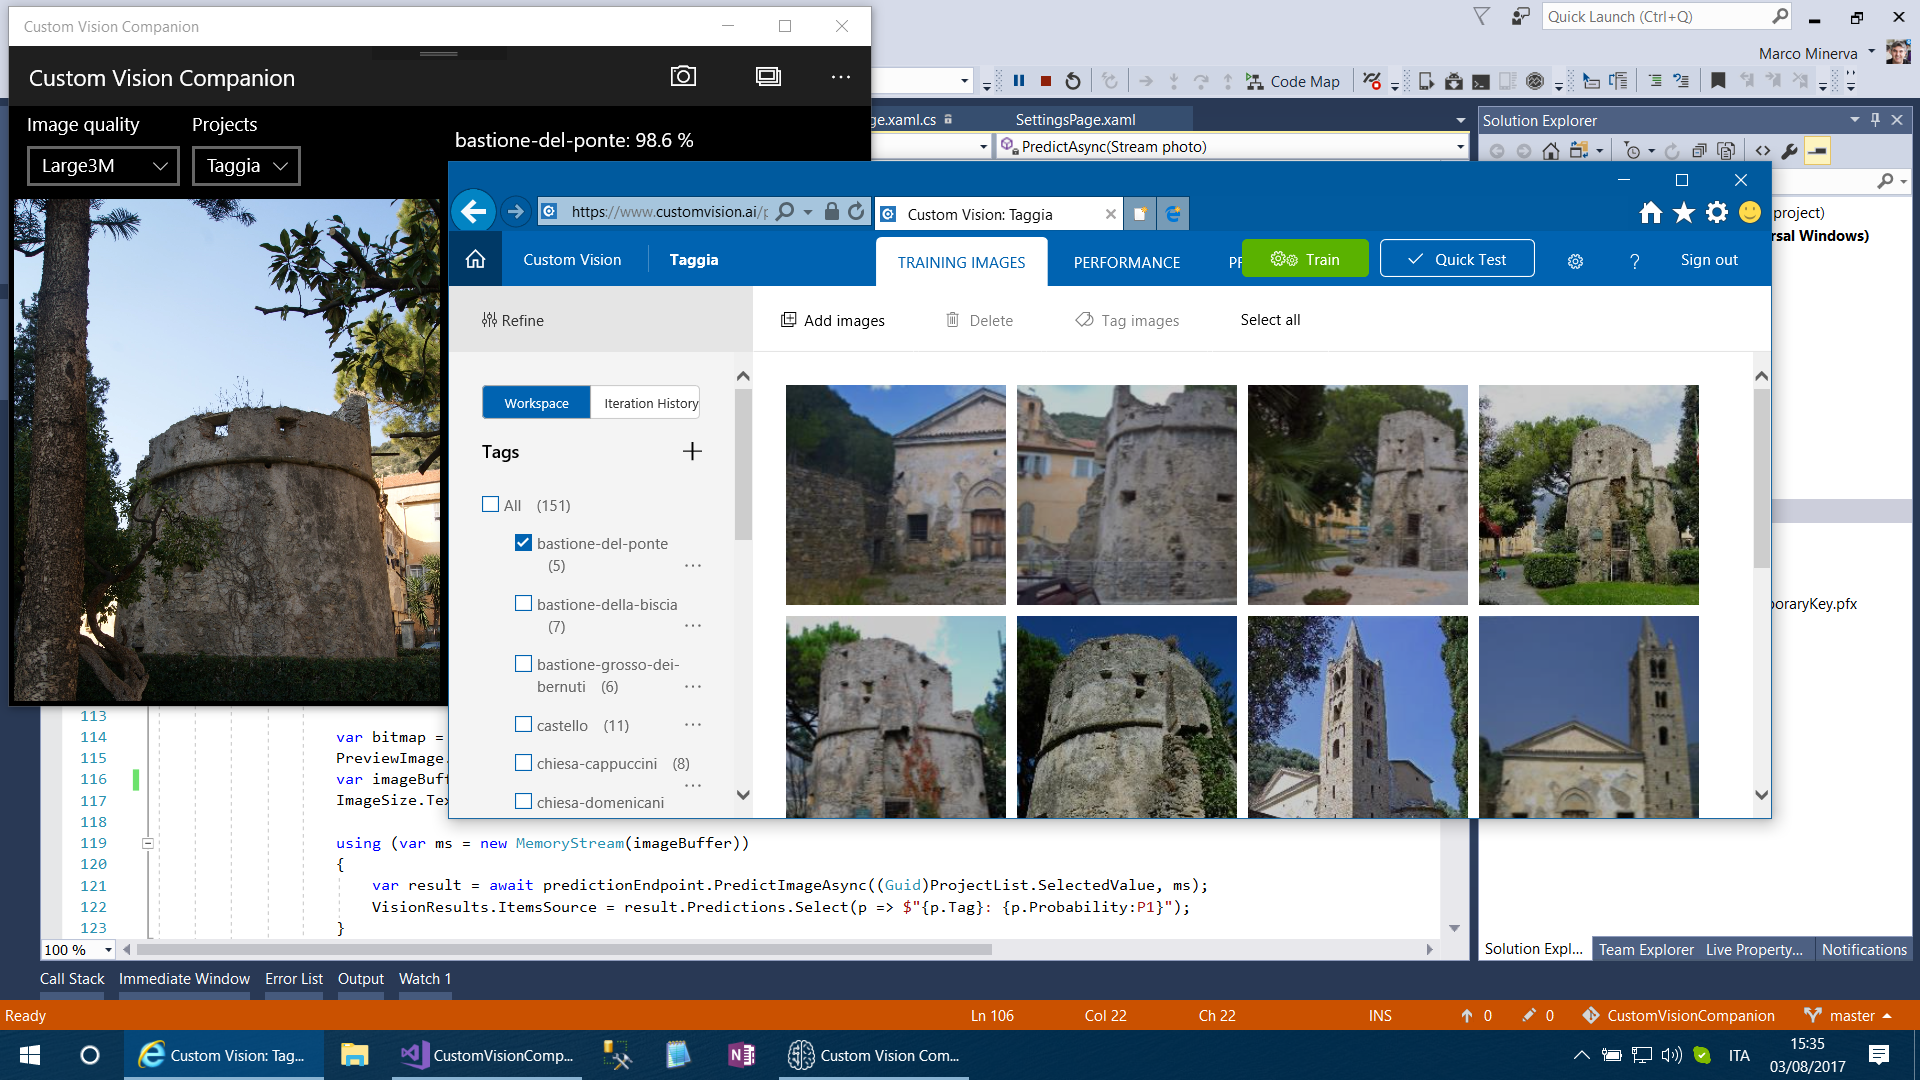 Custom Vision Companion
Custom Vision Companion
Image quality
Projects
Large3M
Taggia
bastione-del-ponte: 98.6 %
Quick Launch (Ctrl+Q)
Marco Minerva
Code Map
ge.xaml.cs
SettingsPage.xaml
PredictAsync(Stream photo)
Solution Explorer
project)
rsal Windows)
poraryKey.pfx
https://www.customvision.ai/p
Custom Vision: Taggia
Custom Vision
Taggia
TRAINING IMAGES
PERFORMANCE
Train
Quick Test
?
Sign out
Refine
Add images
Delete
Tag images
Select all
Workspace
Iteration History
Tags
All (151)
bastione-del-ponte
(5)
bastione-della-biscia
(7)
bastione-grosso-dei-
bernuti (6)
castello (11)
chiesa-cappuccini (8)
chiesa-domenicani
113
114 var bitmap =
115 PreviewImage.
116 var imageBuff
117 ImageSize.Tex
118
119 using (var ms = new MemoryStream(imageBuffer))
120 {
121 var result = await predictionEndpoint.PredictImageAsync((Guid)ProjectList.SelectedValue, ms);
122 VisionResults.ItemsSource = result.Predictions.Select(p => $"{p.Tag}: {p.Probability:P1}");
123 }
100 %
Solution Expl...
Team Explorer
Live Property...
Notifications
Call Stack
Immediate Window
Error List
Output
Watch 1
Ready
Ln 106
Col 22
Ch 22
INS
0
0
CustomVisionCompanion
master
Custom Vision: Tag...
CustomVisionComp...
Custom Vision Com...
ITA
15:35
03/08/2017